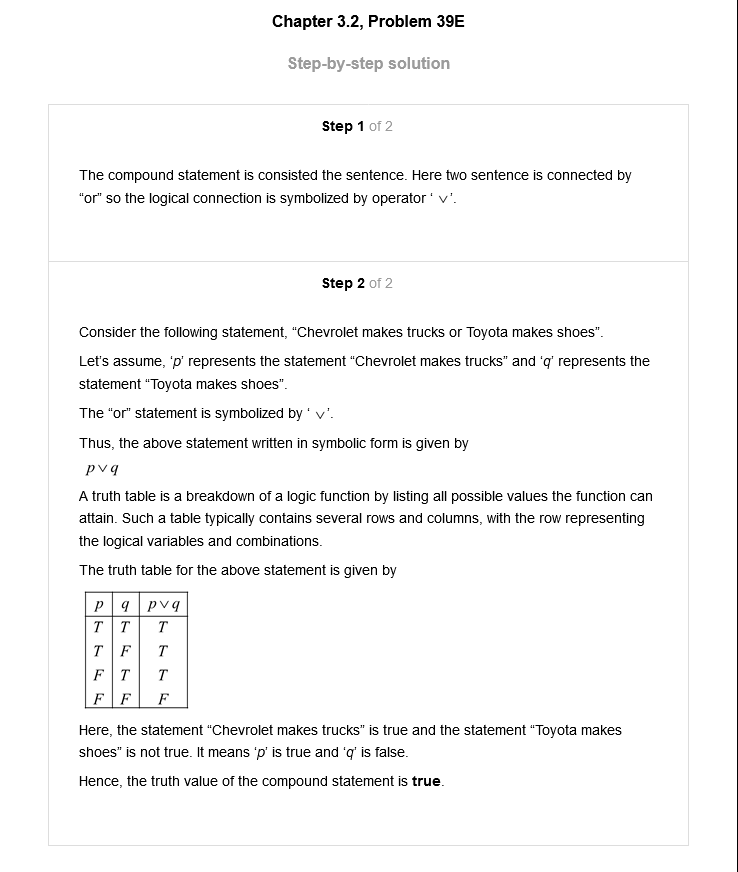 Chapter 3.2, Problem 39E
Step-by-step solution
Step 1 of 2
The compound statement is consisted the sentence. Here two sentence is connected by
“or” so the logical connection is symbolized by operator ‘ ∨’.
Step 2 of 2
Consider the following statement, “Chevrolet makes trucks or Toyota makes shoes”.
Let’s assume, ‘p’ represents the statement “Chevrolet makes trucks” and ‘q’ represents the
statement “Toyota makes shoes”.
The “or” statement is symbolized by ‘ ∨’.
Thus, the above statement written in symbolic form is given by
p∨q
A truth table is a breakdown of a logic function by listing all possible values the function can
attain. Such a table typically contains several rows and columns, with the row representing
the logical variables and combinations.
The truth table for the above statement is given by
p q p∨q
T T T
T F T
F T T
F F F
Here, the statement “Chevrolet makes trucks” is true and the statement “Toyota makes
shoes” is not true. It means ‘p’ is true and ‘q’ is false.
Hence, the truth value of the compound statement is true.